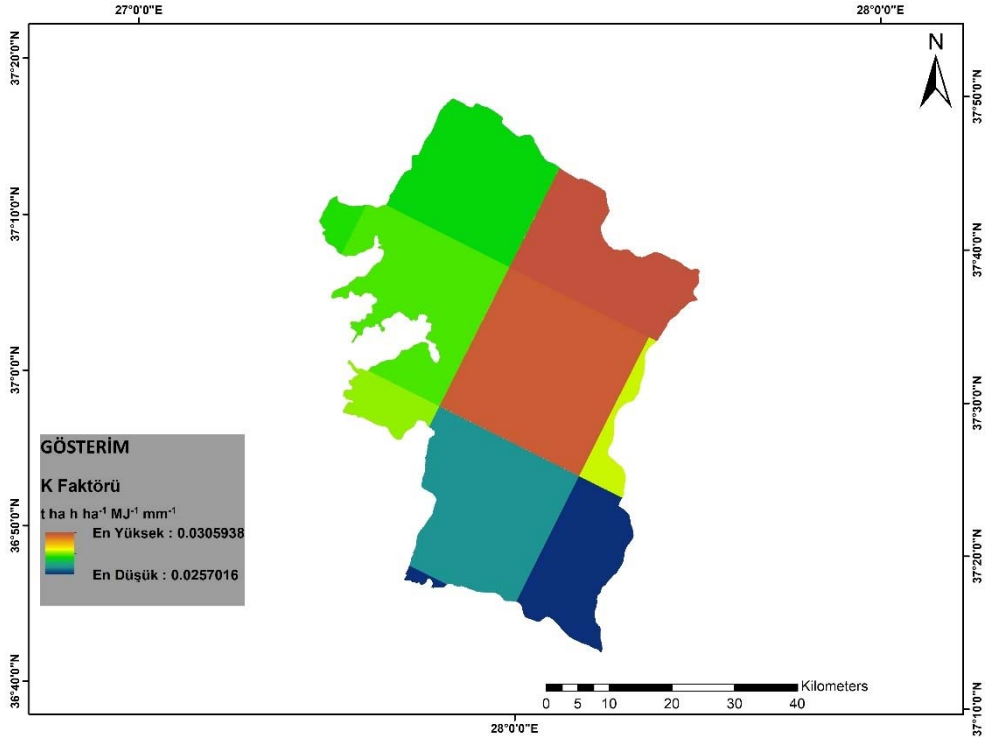 27°0'0"E
28°0'0"E
N
37°20'0"N
37°50'0"N
37°10'0"N
37°40'0"N
37°0'0"N
37°30'0"N
GÖSTERİM
K Faktörü
t ha h ha⁻¹ MJ⁻¹ mm⁻¹
En Yüksek : 0.0305938
En Düşük : 0.0257016
36°50'0"N
37°20'0"N
36°40'0"N
37°10'0"N
Kilometers
0 5 10 20 30 40
28°0'0"E